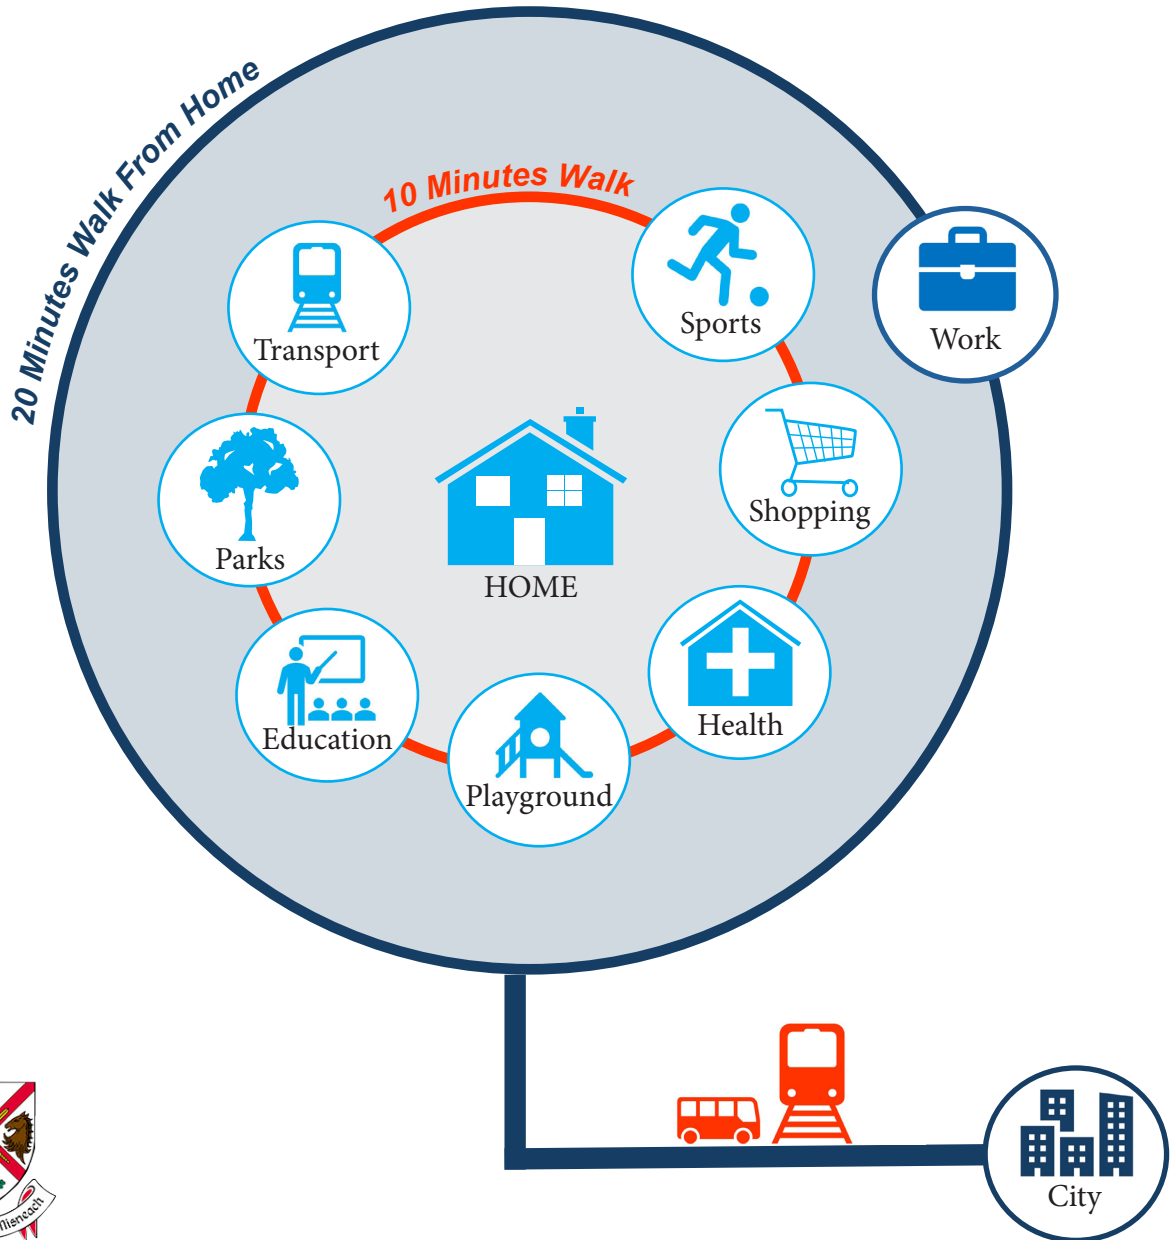 20 Minutes Walk From Home
10 Minutes Walk
Sports
Transport
Work
Shopping
Parks
HOME
Health
Education
Playground
City